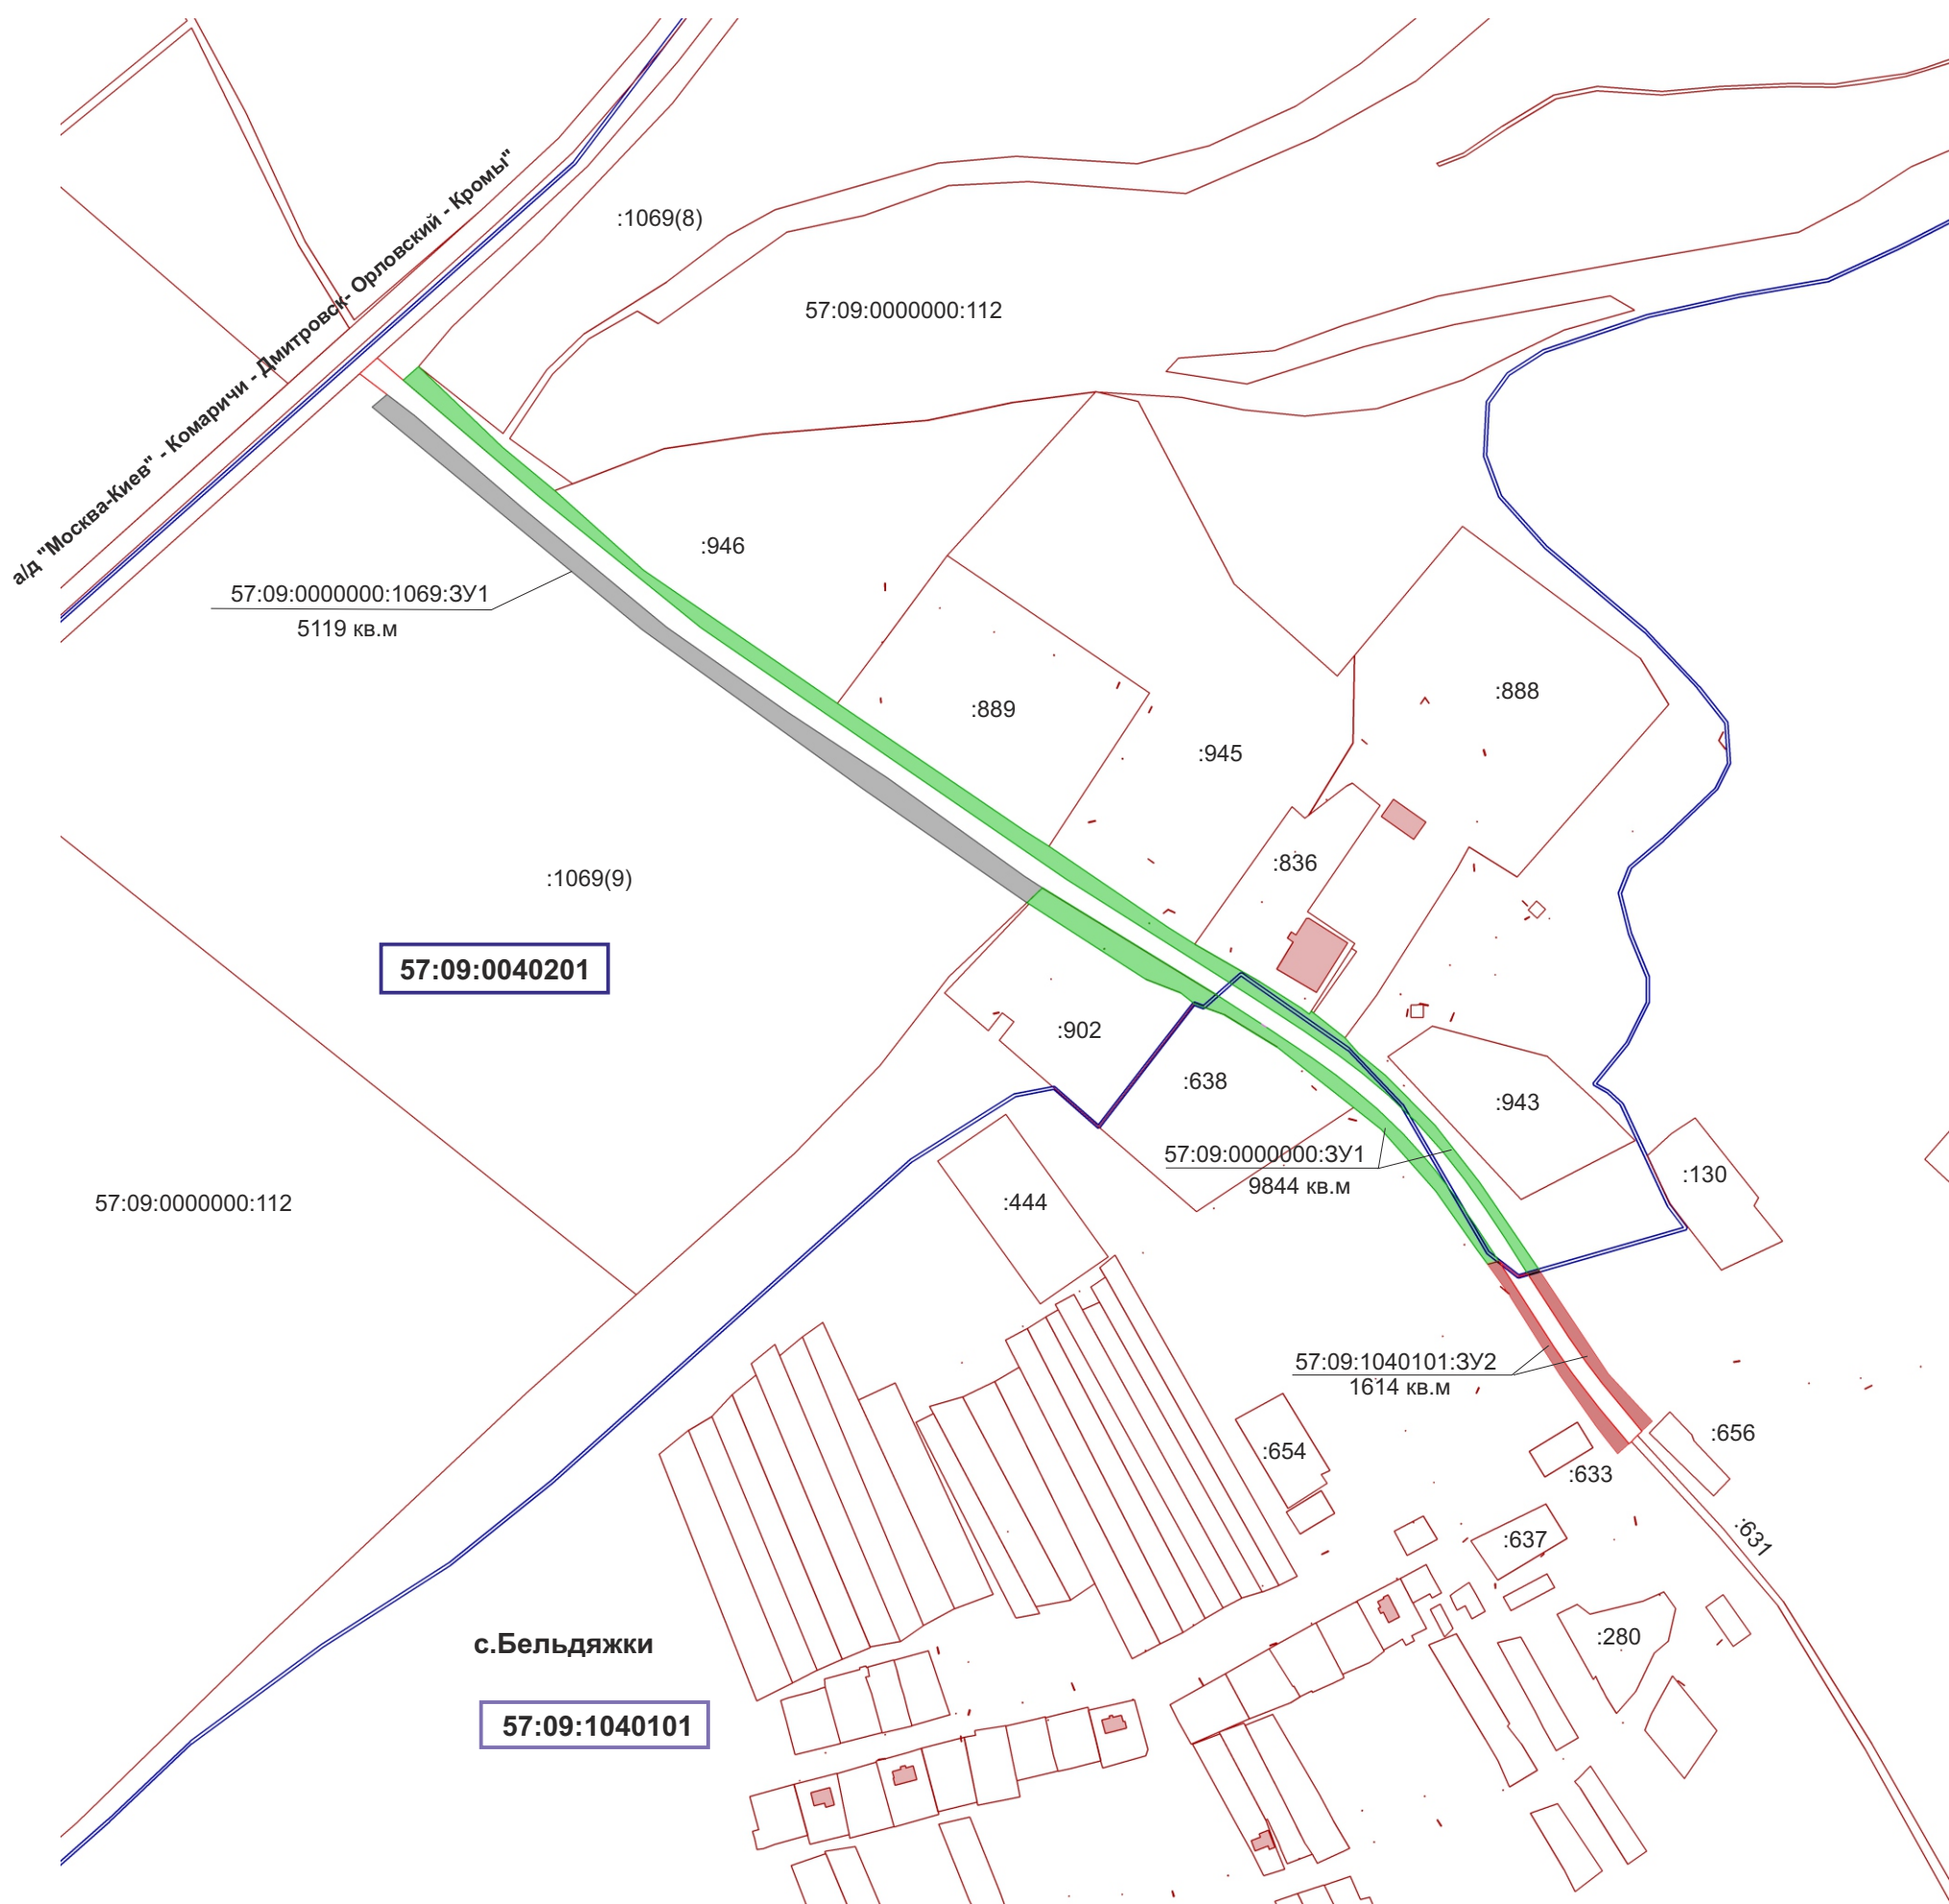 а/д "Москва-Киев" - Комаричи - Дмитровск- Орловский - Кромы"
:1069(8)
57:09:0000000:112
:946
57:09:0000000:1069:ЗУ1
5119 кв.м
:889
:888
:945
:836
:1069(9)
57:09:0040201
:902
:638
:943
57:09:0000000:ЗУ1
9844 кв.м
:130
57:09:0000000:112
:444
57:09:1040101:ЗУ2
1614 кв.м
:656
:654
:633
:637
:631
:280
с.Бельдяжки
57:09:1040101